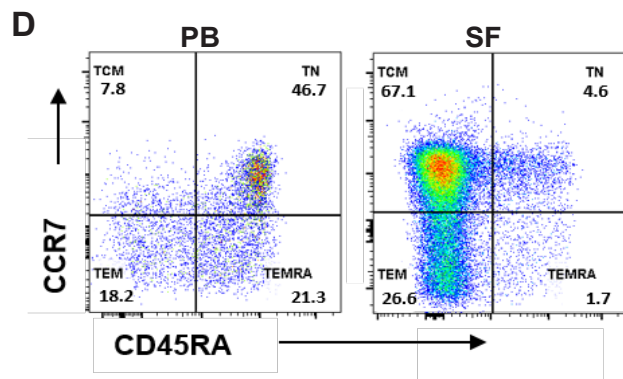 D
PB
SF
TCM
7.8
TN
46.7
TCM
67.1
TN
4.6
CCR7
TEM
18.2
TEMRA
21.3
TEM
26.6
TEMRA
1.7
CD45RA